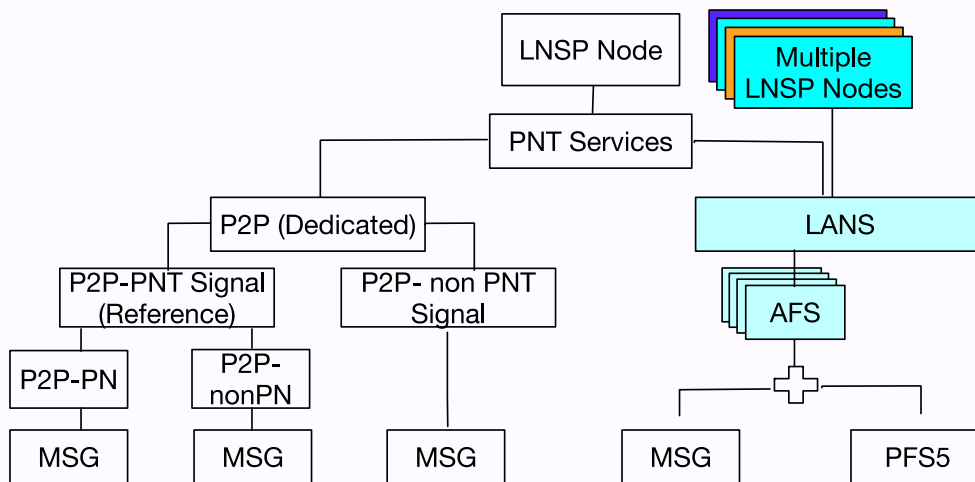 LNSP Node
Multiple
LNSP Nodes
PNT Services
P2P (Dedicated)
LANS
P2P-PNT Signal
(Reference)
P2P- non PNT
Signal
AFS
P2P-PN
P2P-
nonPN
MSG
MSG
MSG
MSG
PFS5